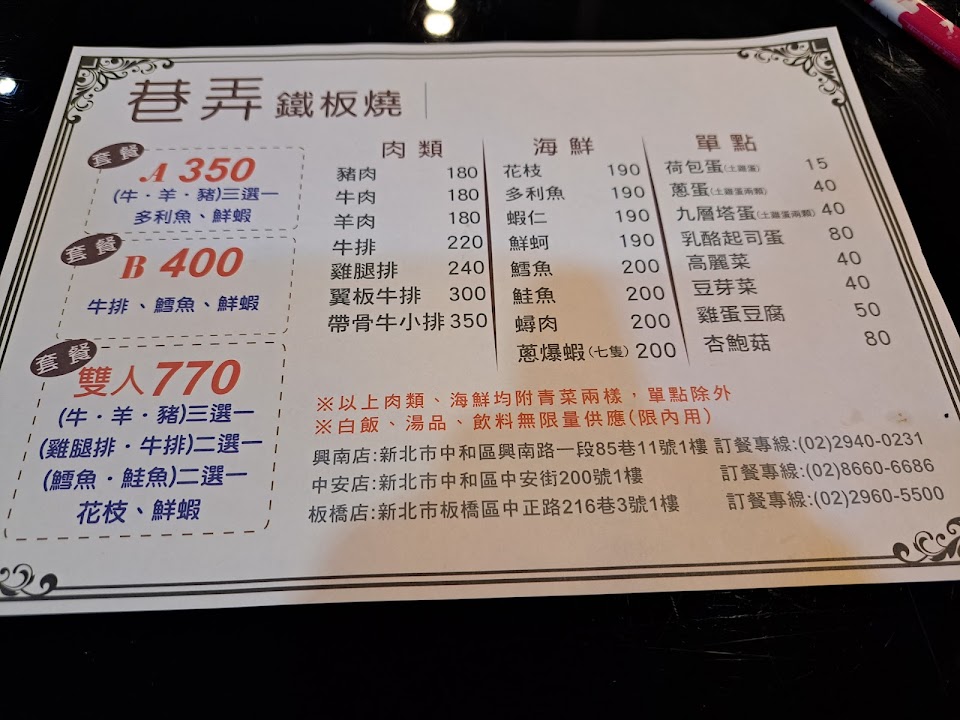 巷弄 鐵板燒
套餐
A 350
(牛．羊．豬)三選一
多利魚、鮮蝦
套餐
B 400
牛排、鱈魚、鮮蝦
套餐
雙人770
(牛．羊．豬)三選一
(雞腿排．牛排)二選一
(鱈魚．鮭魚)二選一
花枝、鮮蝦
肉類
豬肉 180
牛肉 180
羊肉 180
牛排 220
雞腿排 240
翼板牛排 300
帶骨牛小排 350
海鮮
花枝 190
多利魚 190
蝦仁 190
鮮蚵 190
鱈魚 200
鮭魚 200
蟳肉 200
蔥爆蝦(七隻) 200
單點
荷包蛋(土雞蛋) 15
蔥蛋(土雞蛋兩顆) 40
九層塔蛋(土雞蛋兩顆) 40
乳酪起司蛋 80
高麗菜 40
豆芽菜 40
雞蛋豆腐 50
杏鮑菇 80
※以上肉類、海鮮均附青菜兩樣，單點除外
※白飯、湯品、飲料無限量供應(限內用)
興南店:新北市中和區興南路一段85巷11號1樓 訂餐專線:(02)2940-0231
中安店:新北市中和區中安街200號1樓 訂餐專線:(02)8660-6686
板橋店:新北市板橋區中正路216巷3號1樓 訂餐專線:(02)2960-5500